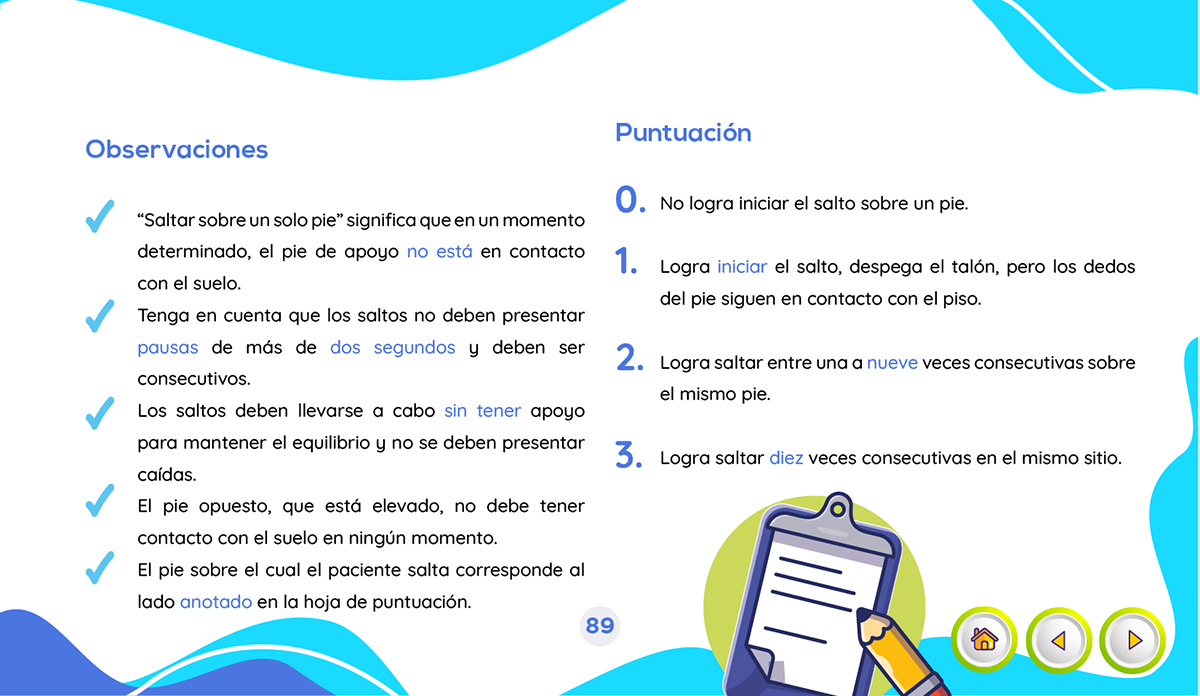 Observaciones
“Saltar sobre un solo pie” significa que en un momento
determinado, el pie de apoyo no está en contacto
con el suelo.
Tenga en cuenta que los saltos no deben presentar
pausas de más de dos segundos y deben ser
consecutivos.
Los saltos deben llevarse a cabo sin tener apoyo
para mantener el equilibrio y no se deben presentar
caídas.
El pie opuesto, que está elevado, no debe tener
contacto con el suelo en ningún momento.
El pie sobre el cual el paciente salta corresponde al
lado anotado en la hoja de puntuación.
Puntuación
0. No logra iniciar el salto sobre un pie.
1. Logra iniciar el salto, despega el talón, pero los dedos
del pie siguen en contacto con el piso.
2. Logra saltar entre una a nueve veces consecutivas sobre
el mismo pie.
3. Logra saltar diez veces consecutivas en el mismo sitio.
89